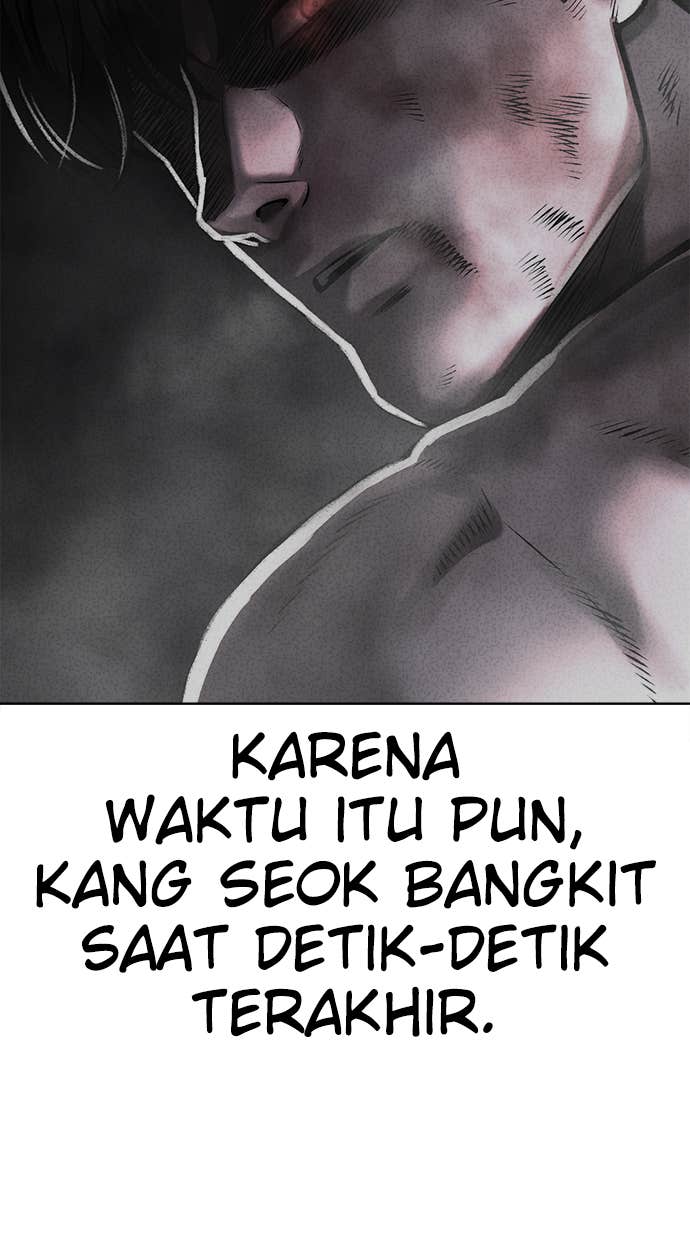 KARENA
WAKTU ITU PUN,
KANG SEOK BANGKIT
SAAT DETIK-DETIK
TERAKHIR.